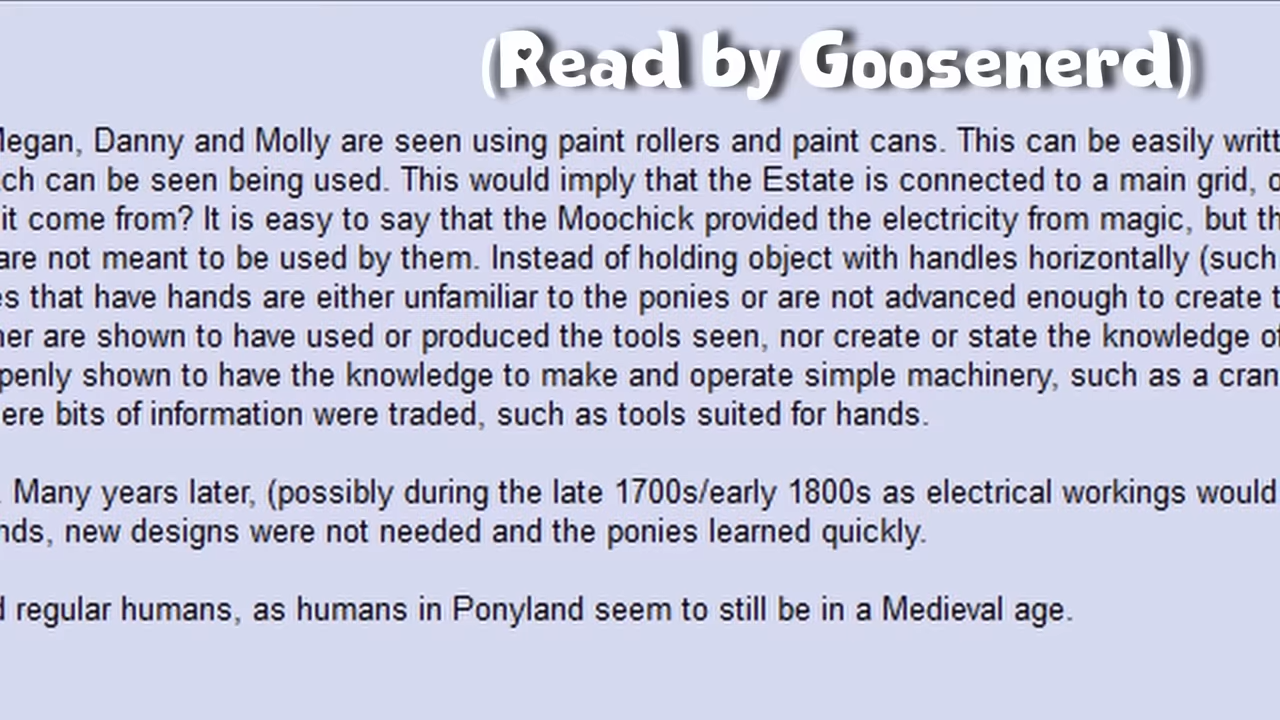 (Read by Goosenerd)
Megan, Danny and Molly are seen using paint rollers and paint cans. This can be easily writt
ch can be seen being used. This would imply that the Estate is connected to a main grid, o
it come from? It is easy to say that the Moochick provided the electricity from magic, but th
are not meant to be used by them. Instead of holding object with handles horizontally (such
es that have hands are either unfamiliar to the ponies or are not advanced enough to create t
her are shown to have used or produced the tools seen, nor create or state the knowledge of
penly shown to have the knowledge to make and operate simple machinery, such as a cran
ere bits of information were traded, such as tools suited for hands.
. Many years later, (possibly during the late 1700s/early 1800s as electrical workings would
nds, new designs were not needed and the ponies learned quickly.
d regular humans, as humans in Ponyland seem to still be in a Medieval age.